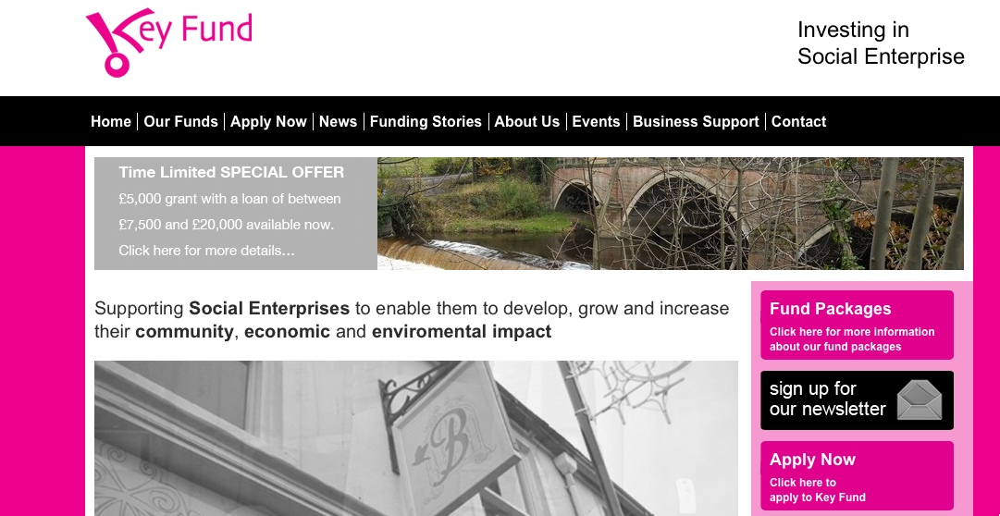 Key Fund
Investing in
Social Enterprise
Home | Our Funds | Apply Now | News | Funding Stories | About Us | Events | Business Support | Contact
Time Limited SPECIAL OFFER
£5,000 grant with a loan of between
£7,500 and £20,000 available now.
Click here for more details...
Supporting Social Enterprises to enable them to develop, grow and increase
their community, economic and enviromental impact
B
Fund Packages
Click here for more information
about our fund packages
sign up for
our newsletter
Apply Now
Click here to
apply to Key Fund